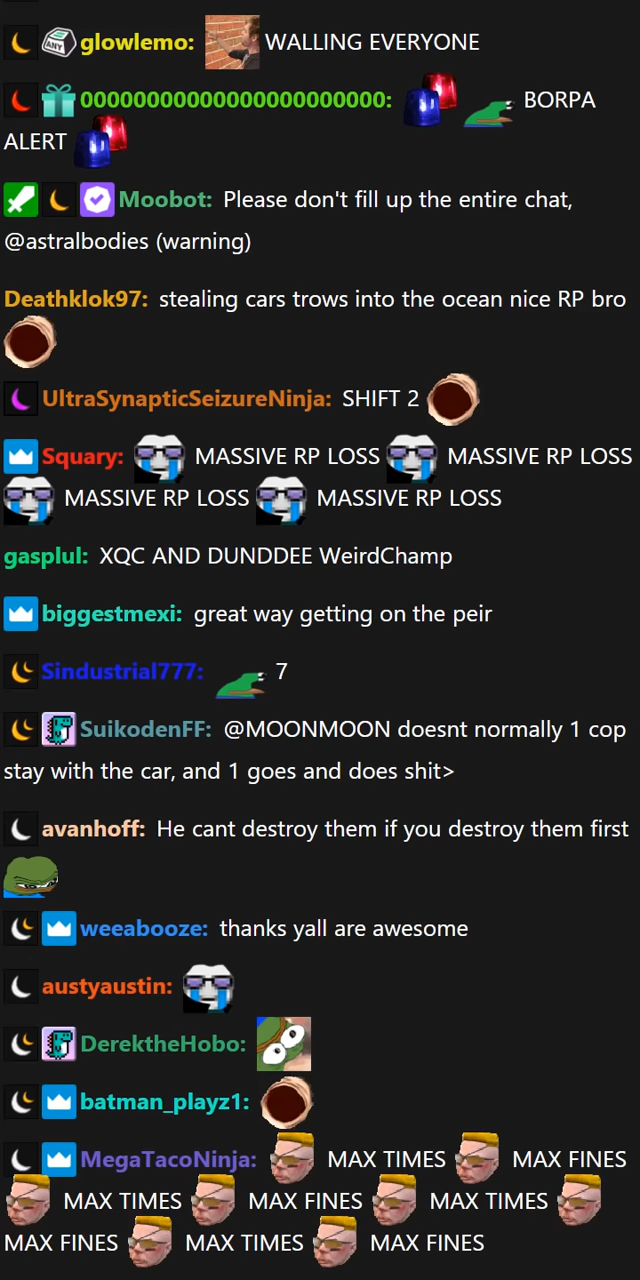 ANY glowlemo: WALLING EVERYONE
00000000000000000000000: BORPA
ALERT
Moobot: Please don't fill up the entire chat,
@astralbodies (warning)
Deathklok97: stealing cars trows into the ocean nice RP bro
UltraSynapticSeizureNinja: SHIFT 2
Squary: MASSIVE RP LOSS MASSIVE RP LOSS
MASSIVE RP LOSS MASSIVE RP LOSS
gasplul: XQC AND DUNDDEE WeirdChamp
biggestmexi: great way getting on the peir
Sindustrial777: 7
SuikodenFF: @MOONMOON doesnt normally 1 cop
stay with the car, and 1 goes and does shit>
avanhoff: He cant destroy them if you destroy them first
weeabooze: thanks yall are awesome
austyaustin:
DerektheHobo:
batman_playz1:
MegaTacoNinja: MAX TIMES MAX FINES
MAX TIMES MAX FINES MAX TIMES
MAX FINES MAX TIMES MAX FINES